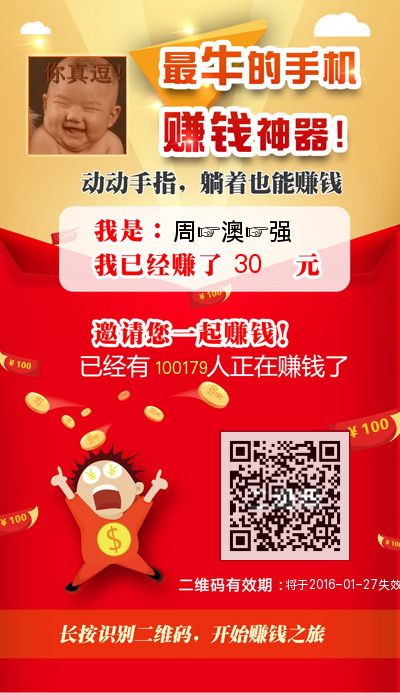 你真逗!
最牛的手机
赚钱神器!
动动手指，躺着也能赚钱
我是：周☞澳☞强
我已经赚了 30 元
¥100
邀请您一起赚钱!
已经有 100179人正在赚钱了
¥100
¥100
¥100
¥100
$
二维码有效期：将于2016-01-27失效
长按识别二维码，开始赚钱之旅